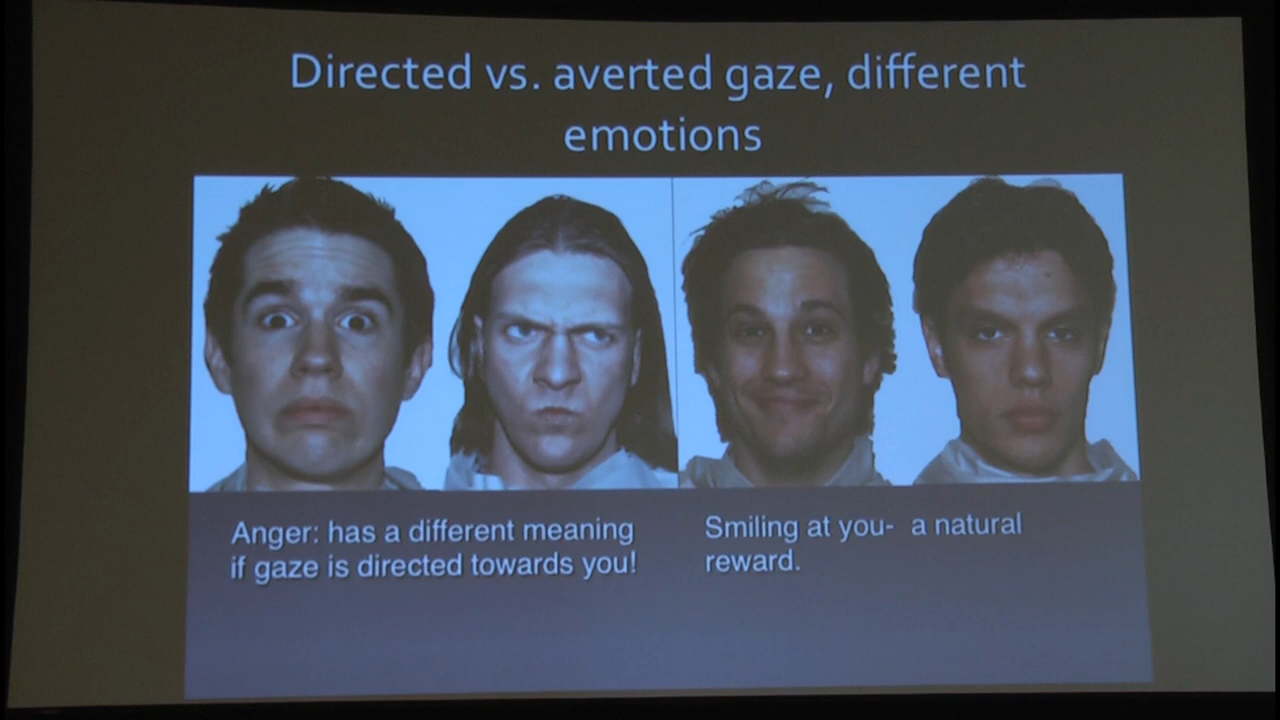 Directed vs. averted gaze, different
emotions
Anger: has a different meaning
if gaze is directed towards you!
Smiling at you-  a natural
reward.